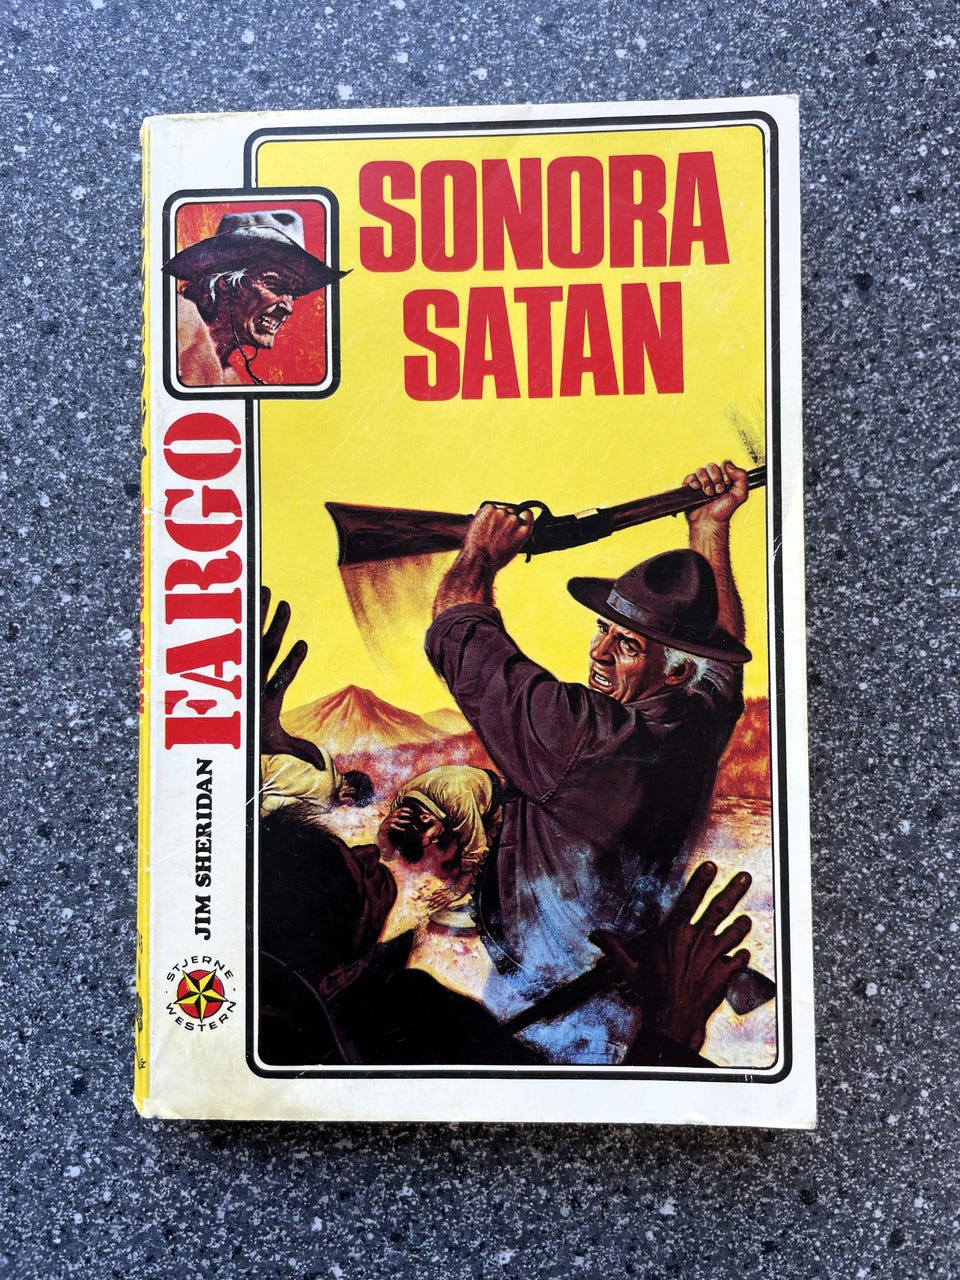 SONORA
SATAN
FARGO
JIM SHERIDAN
STJERNE
WESTERN